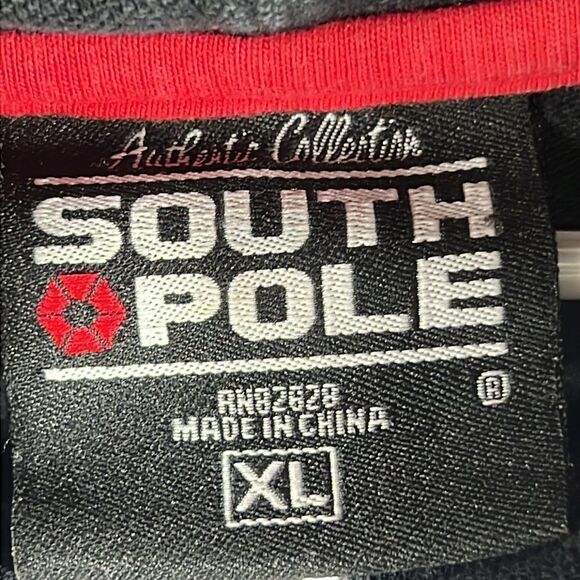 Authentic Collection
SOUTH
POLE
®
RN82828
MADE IN CHINA
XL